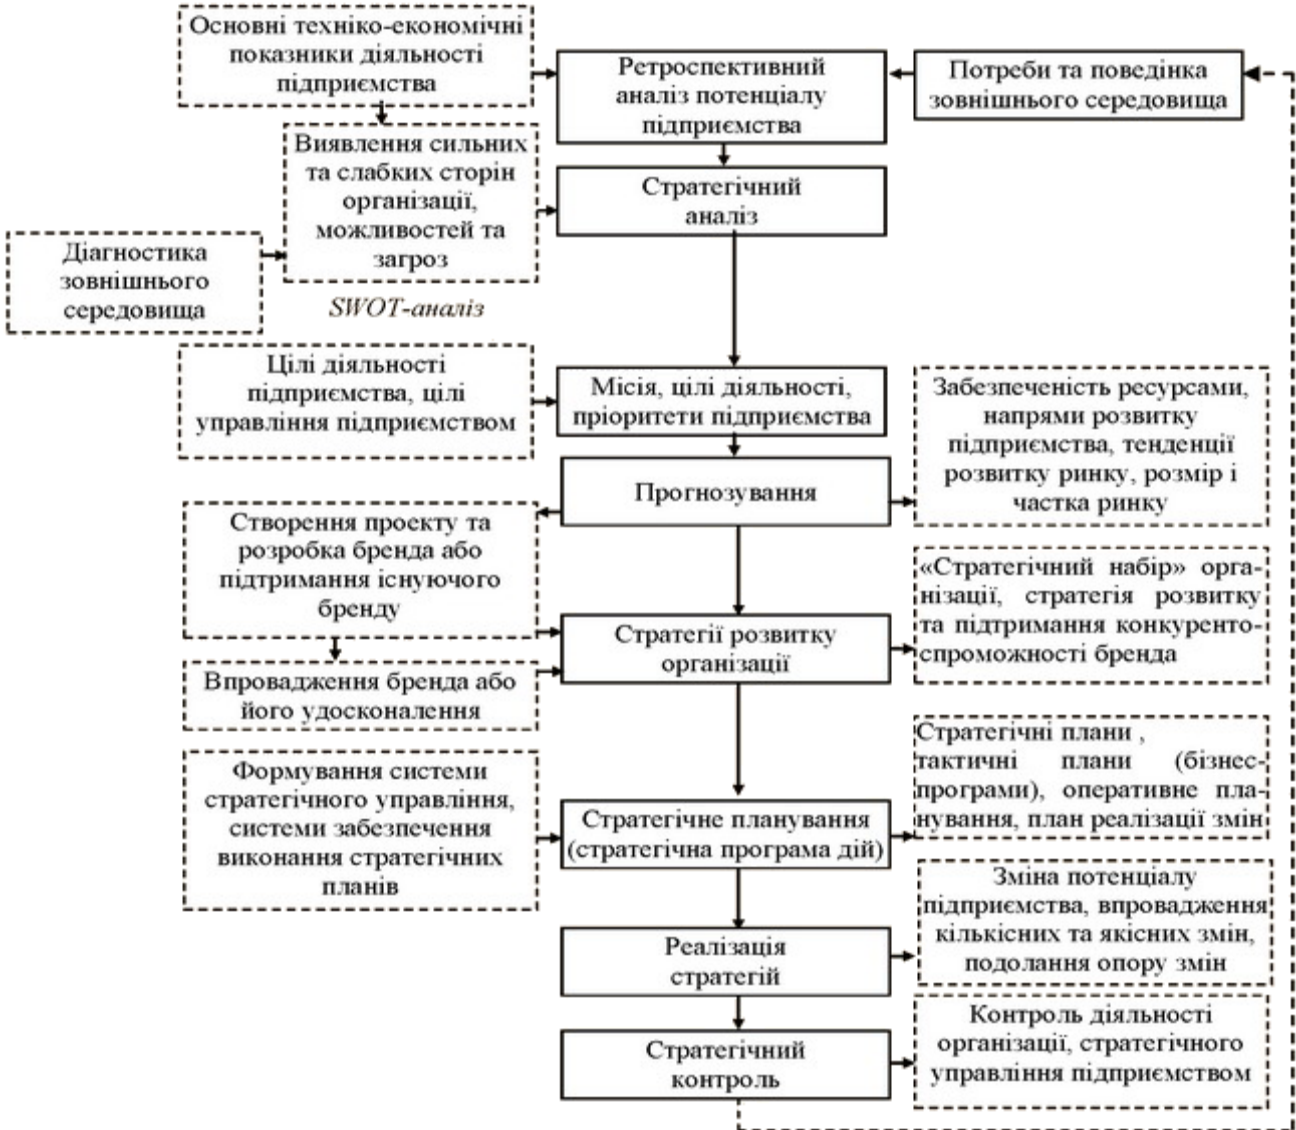 Основні техніко-економічні
показники діяльності
підприємства
Ретроспективний
аналіз потенціалу
підприємства
Потреби та поведінка
зовнішнього середовища
Виявлення сильних
та слабких сторін
організації,
можливостей та
загроз
Стратегічний
аналіз
Діагностика
зовнішнього
середовища
SWOT-аналіз
Цілі діяльності
підприємства, цілі
управління підприємством
Місія, цілі діяльності,
пріоритети підприємства
Забезпеченість ресурсами,
напрями розвитку
підприємства, тенденції
розвитку ринку, розмір і
частка ринку
Прогнозування
Створення проекту та
розробка бренда або
підтримання існуючого
бренду
«Стратегічний набір» орга-
нізації, стратегія розвитку
та підтримання конкуренто-
спроможності бренда
Стратегії розвитку
організації
Впровадження бренда або
його удосконалення
Стратегічні плани ,
тактичні плани (бізнес-
програми), оперативне пла-
нування, план реалізації змін
Формування системи
стратегічного управління,
системи забезпечення
виконання стратегічних
планів
Стратегічне планування
(стратегічна програма дій)
Зміна потенціалу
підприємства, впровадження
кількісних та якісних змін,
подолання опору змін
Реалізація
стратегій
Стратегічний
контроль
Контроль діяльності
організації, стратегічного
управління підприємством